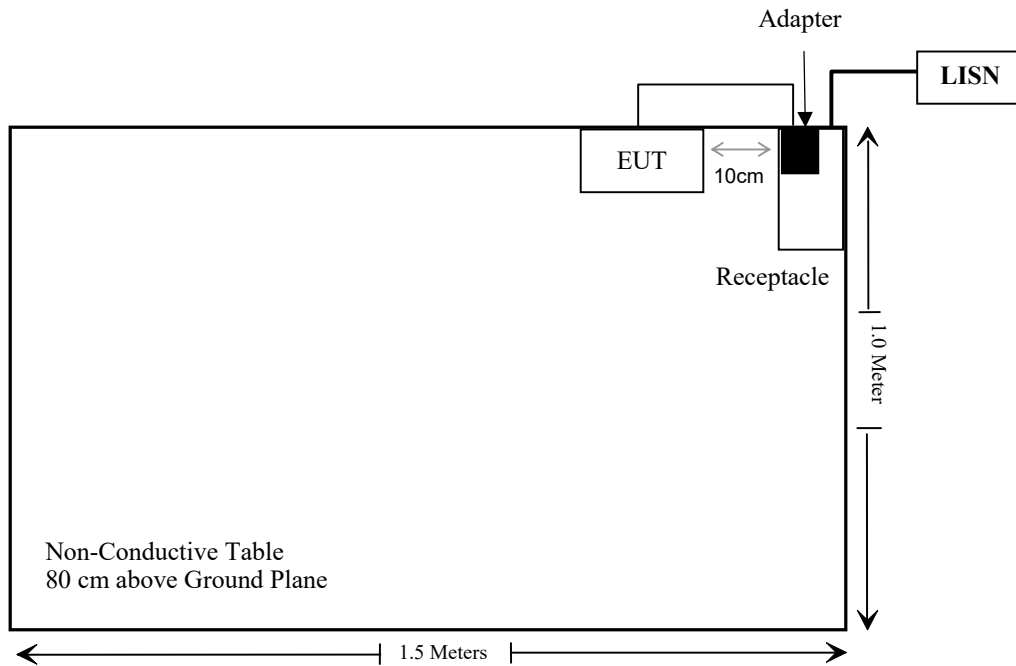 Adapter
LISN
EUT
10cm
Receptacle
1.0 Meter
Non-Conductive Table
80 cm above Ground Plane
1.5 Meters